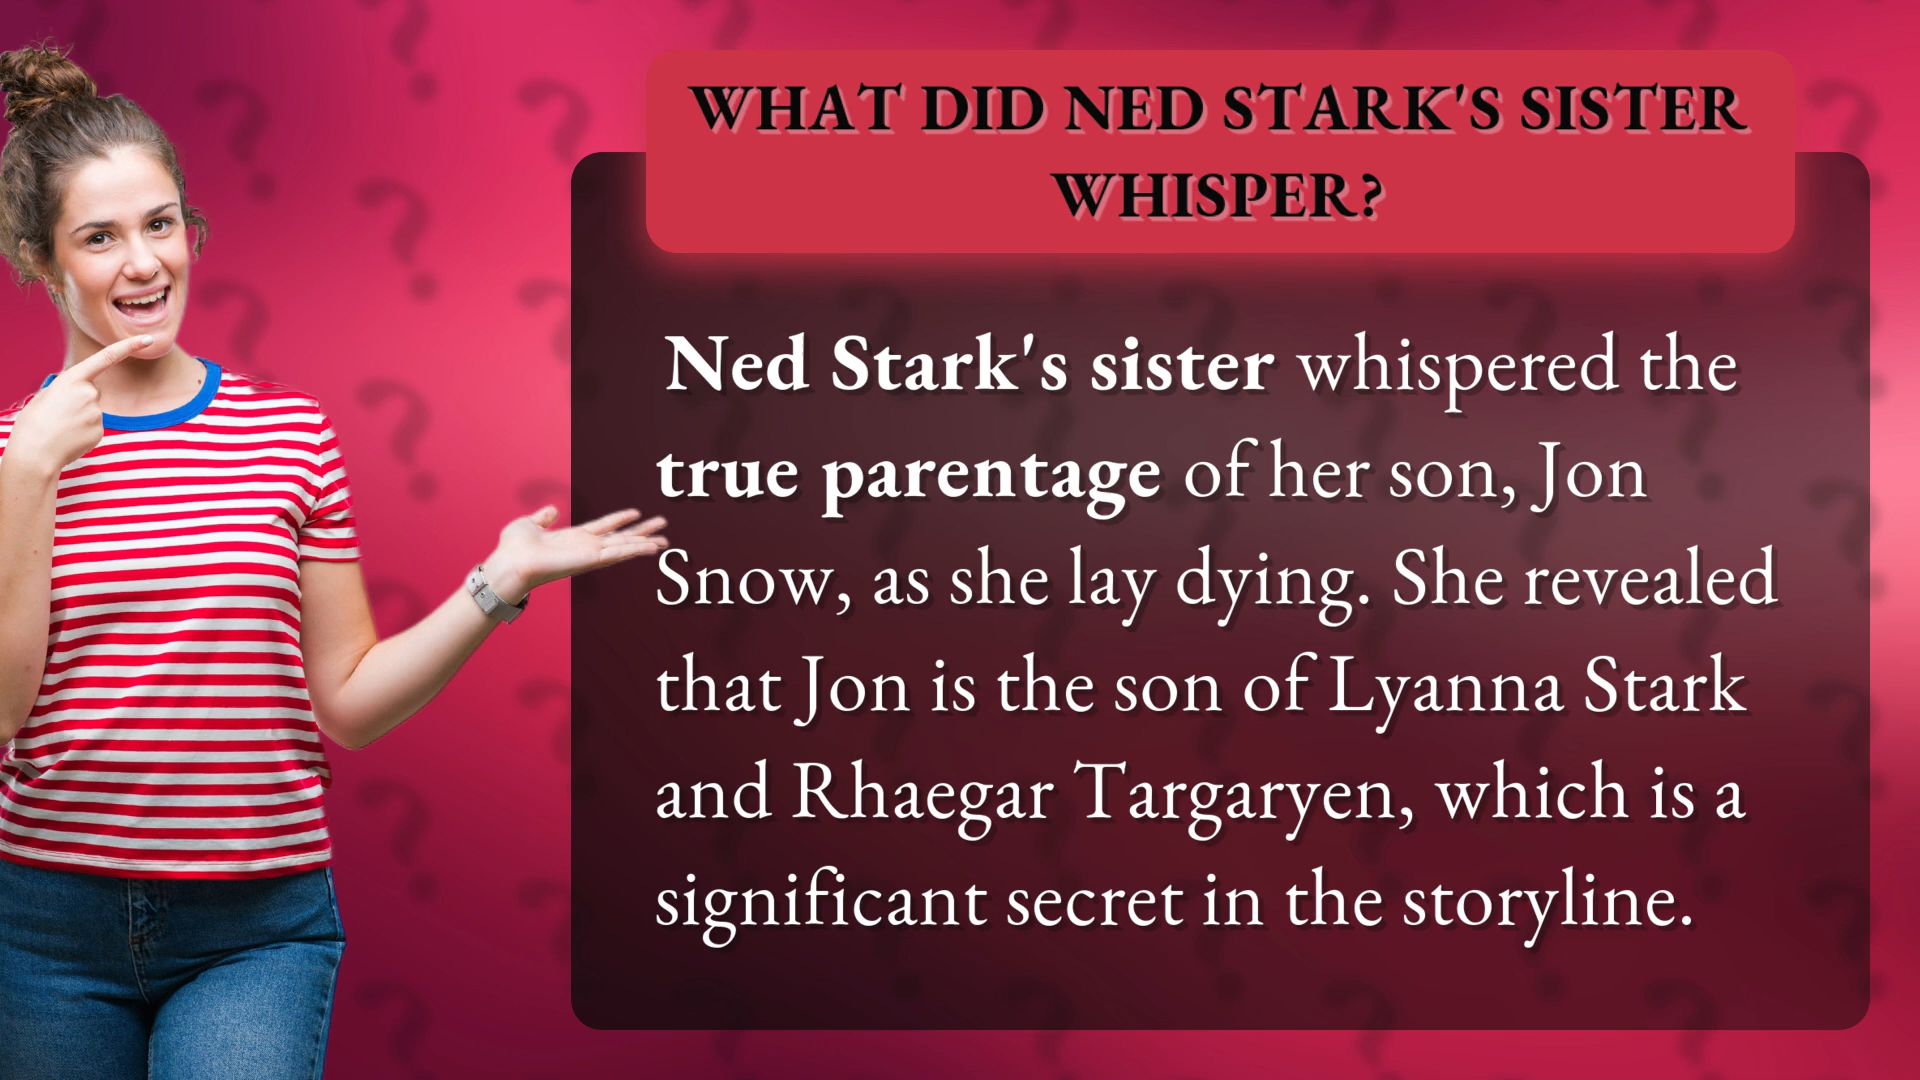 WHAT DID NED STARK'S SISTER
WHISPER?
Ned Stark's sister whispered the
true parentage of her son, Jon
Snow, as she lay dying. She revealed
that Jon is the son of Lyanna Stark
and Rhaegar Targaryen, which is a
significant secret in the storyline.